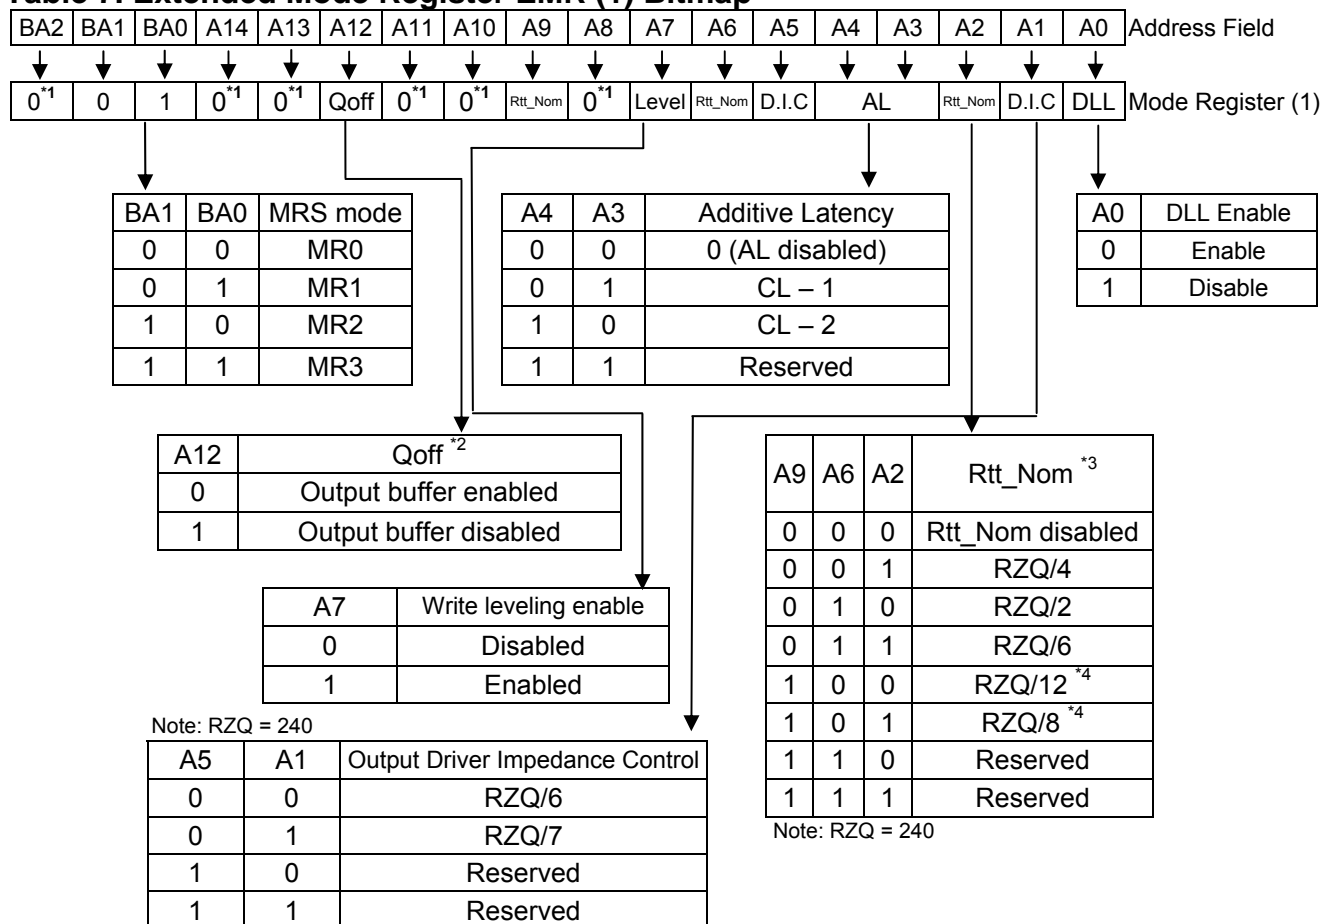 Table 7. Extended Mode Register EMR (1) Bitmap
BA2 BA1 BA0 A14 A13 A12 A11 A10 A9 A8 A7 A6 A5 A4 A3 A2 A1 A0 Address Field
0*1 0 1 0*1 0*1 Qoff 0*1 0*1 Rtt_Nom 0*1 Level Rtt_Nom D.I.C AL Rtt_Nom D.I.C DLL Mode Register (1)
BA1 BA0 MRS mode
0 0 MR0
0 1 MR1
1 0 MR2
1 1 MR3
A4 A3 Additive Latency
0 0 0 (AL disabled)
0 1 CL – 1
1 0 CL – 2
1 1 Reserved
A0 DLL Enable
0 Enable
1 Disable
A12 Qoff *2
0 Output buffer enabled
1 Output buffer disabled
A9 A6 A2 Rtt_Nom *3
0 0 0 Rtt_Nom disabled
0 0 1 RZQ/4
0 1 0 RZQ/2
0 1 1 RZQ/6
1 0 0 RZQ/12 *4
1 0 1 RZQ/8 *4
1 1 0 Reserved
1 1 1 Reserved
Note: RZQ = 240
A7 Write leveling enable
0 Disabled
1 Enabled
Note: RZQ = 240
A5 A1 Output Driver Impedance Control
0 0 RZQ/6
0 1 RZQ/7
1 0 Reserved
1 1 Reserved